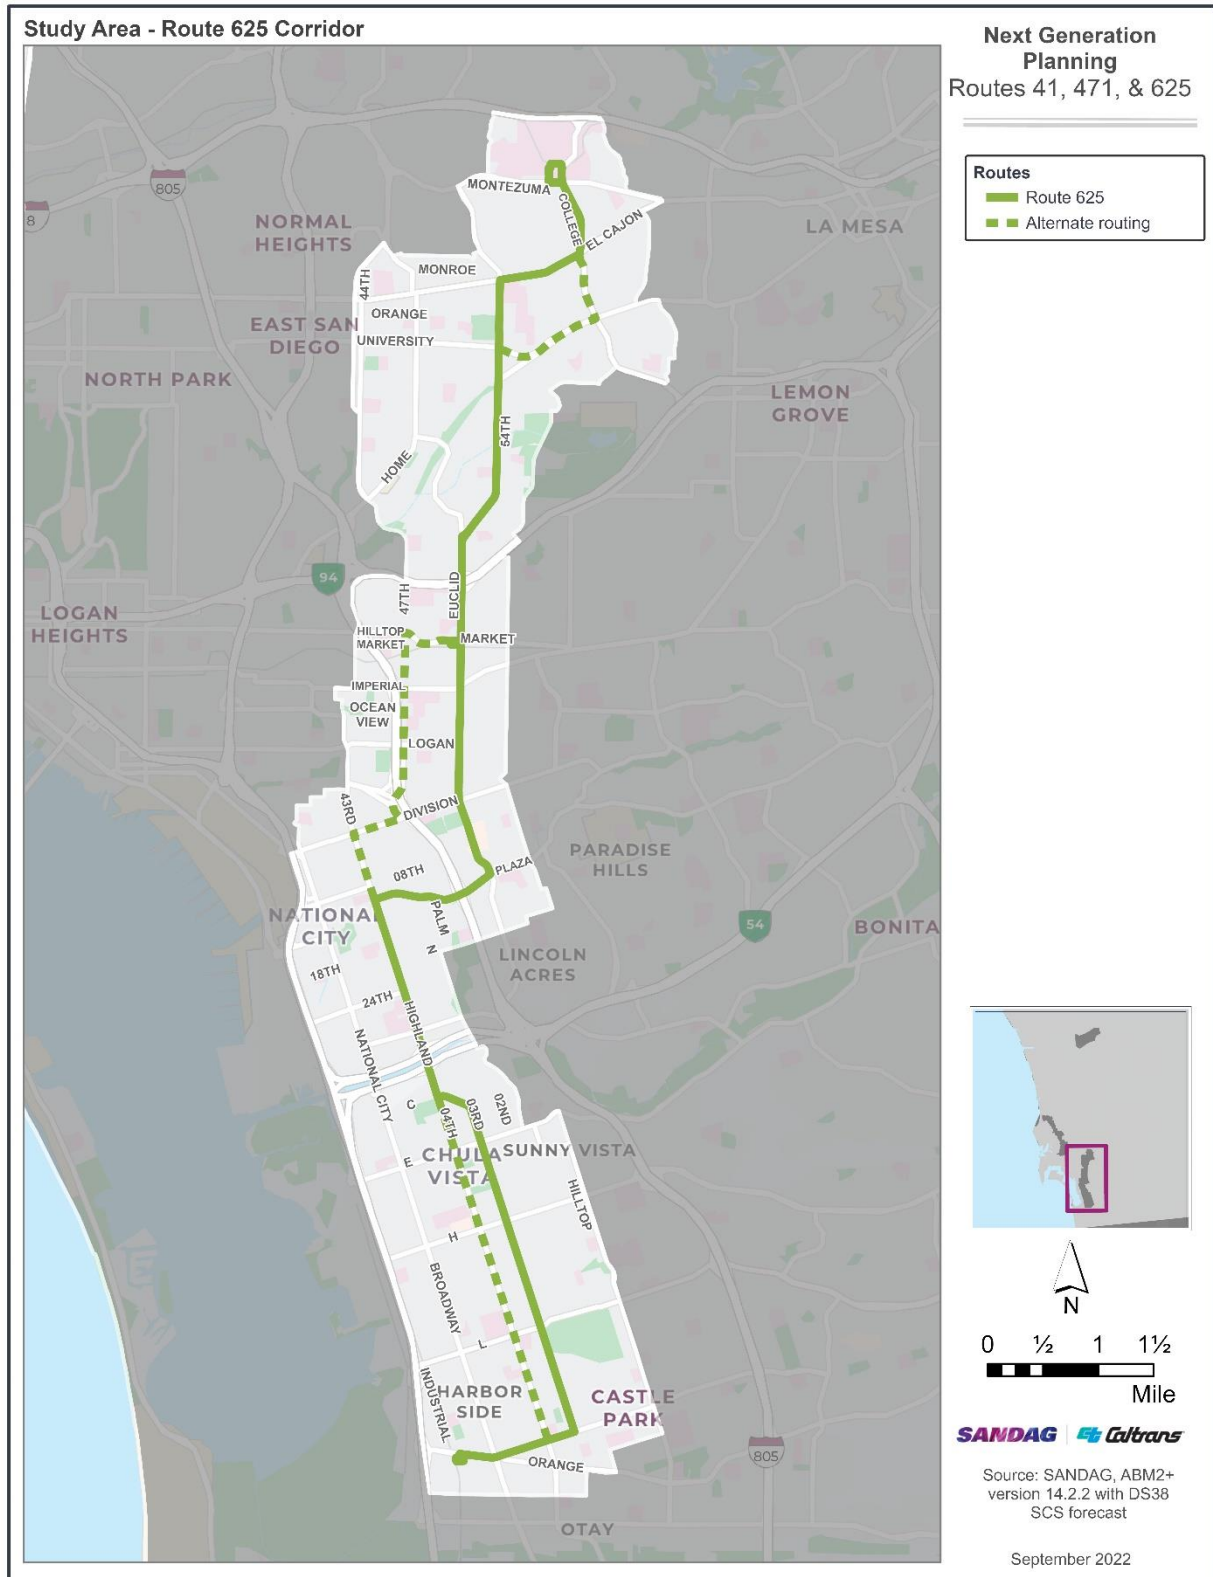 Study Area - Route 625 Corridor
Next Generation
Planning
Routes 41, 471, & 625
Routes
Route 625
Alternate routing
805
8
NORMAL
HEIGHTS
MONTEZUMA
COLLEGE
EL CAJON
LA MESA
MONROE
44TH
ORANGE
EAST SAN
DIEGO
UNIVERSITY
NORTH PARK
LEMON
GROVE
54TH
HOME
94
47TH
EUCLID
LOGAN
HEIGHTS
HILLTOP
MARKET
MARKET
IMPERIAL
OCEAN
VIEW
LOGAN
43RD
DIVISION
PARADISE
HILLS
08TH
PLAZA
PALM
N
NATIONAL
CITY
54
BONITA
LINCOLN
ACRES
18TH
24TH
HIGHLAND
NATIONAL CITY
C
04TH
03RD
02ND
E
CHULA
VISTA
SUNNY VISTA
HILLTOP
H
BROADWAY
L
INDUSTRIAL
HARBOR
SIDE
CASTLE
PARK
ORANGE
805
OTAY
N
0 ½ 1 1½
Mile
SANDAG
Caltrans
Source: SANDAG, ABM2+
version 14.2.2 with DS38
SCS forecast
September 2022